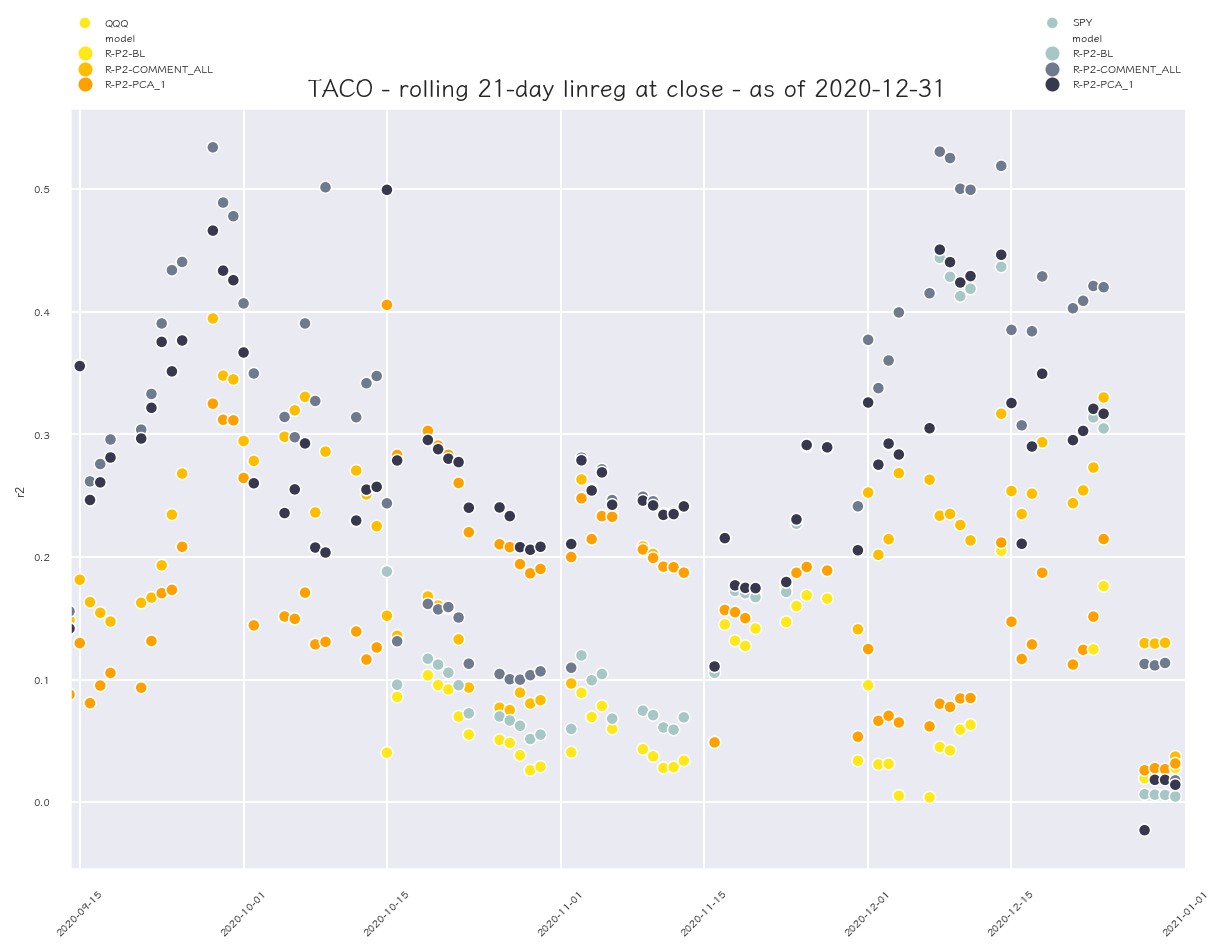 QQQ
model
R-P2-BL
R-P2-COMMENT_ALL
R-P2-PCA_1
SPY
model
R-P2-BL
R-P2-COMMENT_ALL
R-P2-PCA_1
TACO - rolling 21-day linreg at close - as of 2020-12-31
0.5
0.4
0.3
r2
0.2
0.1
0.0
2020-09-15
2020-10-01
2020-10-15
2020-11-01
2020-11-15
2020-12-01
2020-12-15
2021-01-01